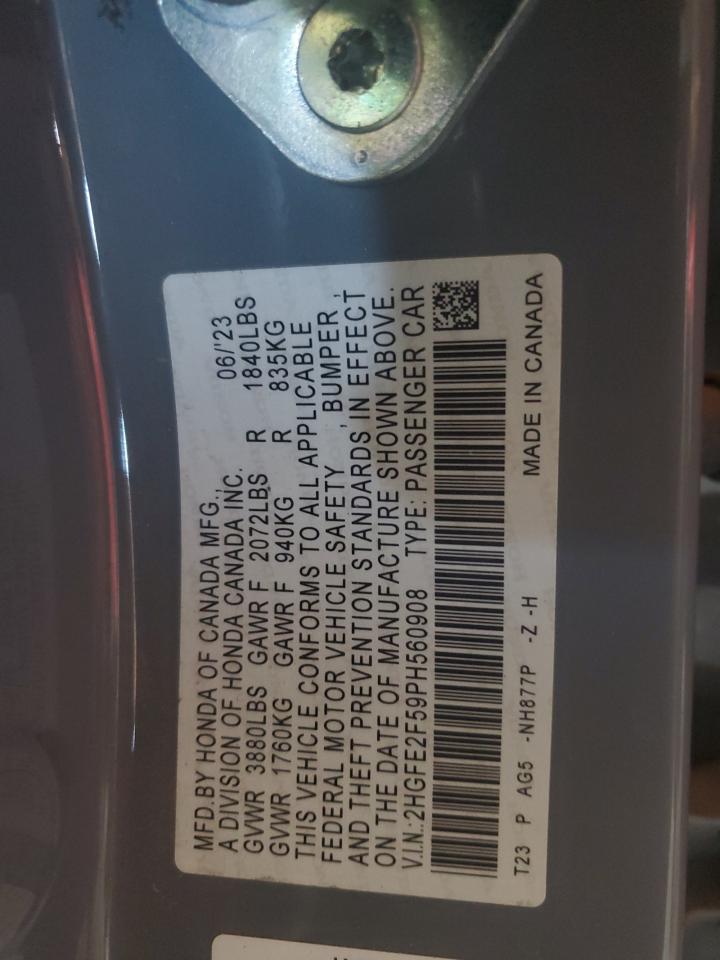 MFD.BY HONDA OF CANADA MFG., 06/'23
A DIVISION OF HONDA CANADA INC.
GVWR 3880LBS GAWR F 2072LBS R 1840LBS
GVWR 1760KG GAWR F 940KG R 835KG
THIS VEHICLE CONFORMS TO ALL APPLICABLE
FEDERAL MOTOR VEHICLE SAFETY , BUMPER ,
AND THEFT PREVENTION STANDARDS IN EFFECT
ON THE DATE OF MANUFACTURE SHOWN ABOVE.
V.I.N.:2HGFE2F59PH560908 TYPE: PASSENGER CAR
T23 P AG5 -NH877P -Z -H MADE IN CANADA